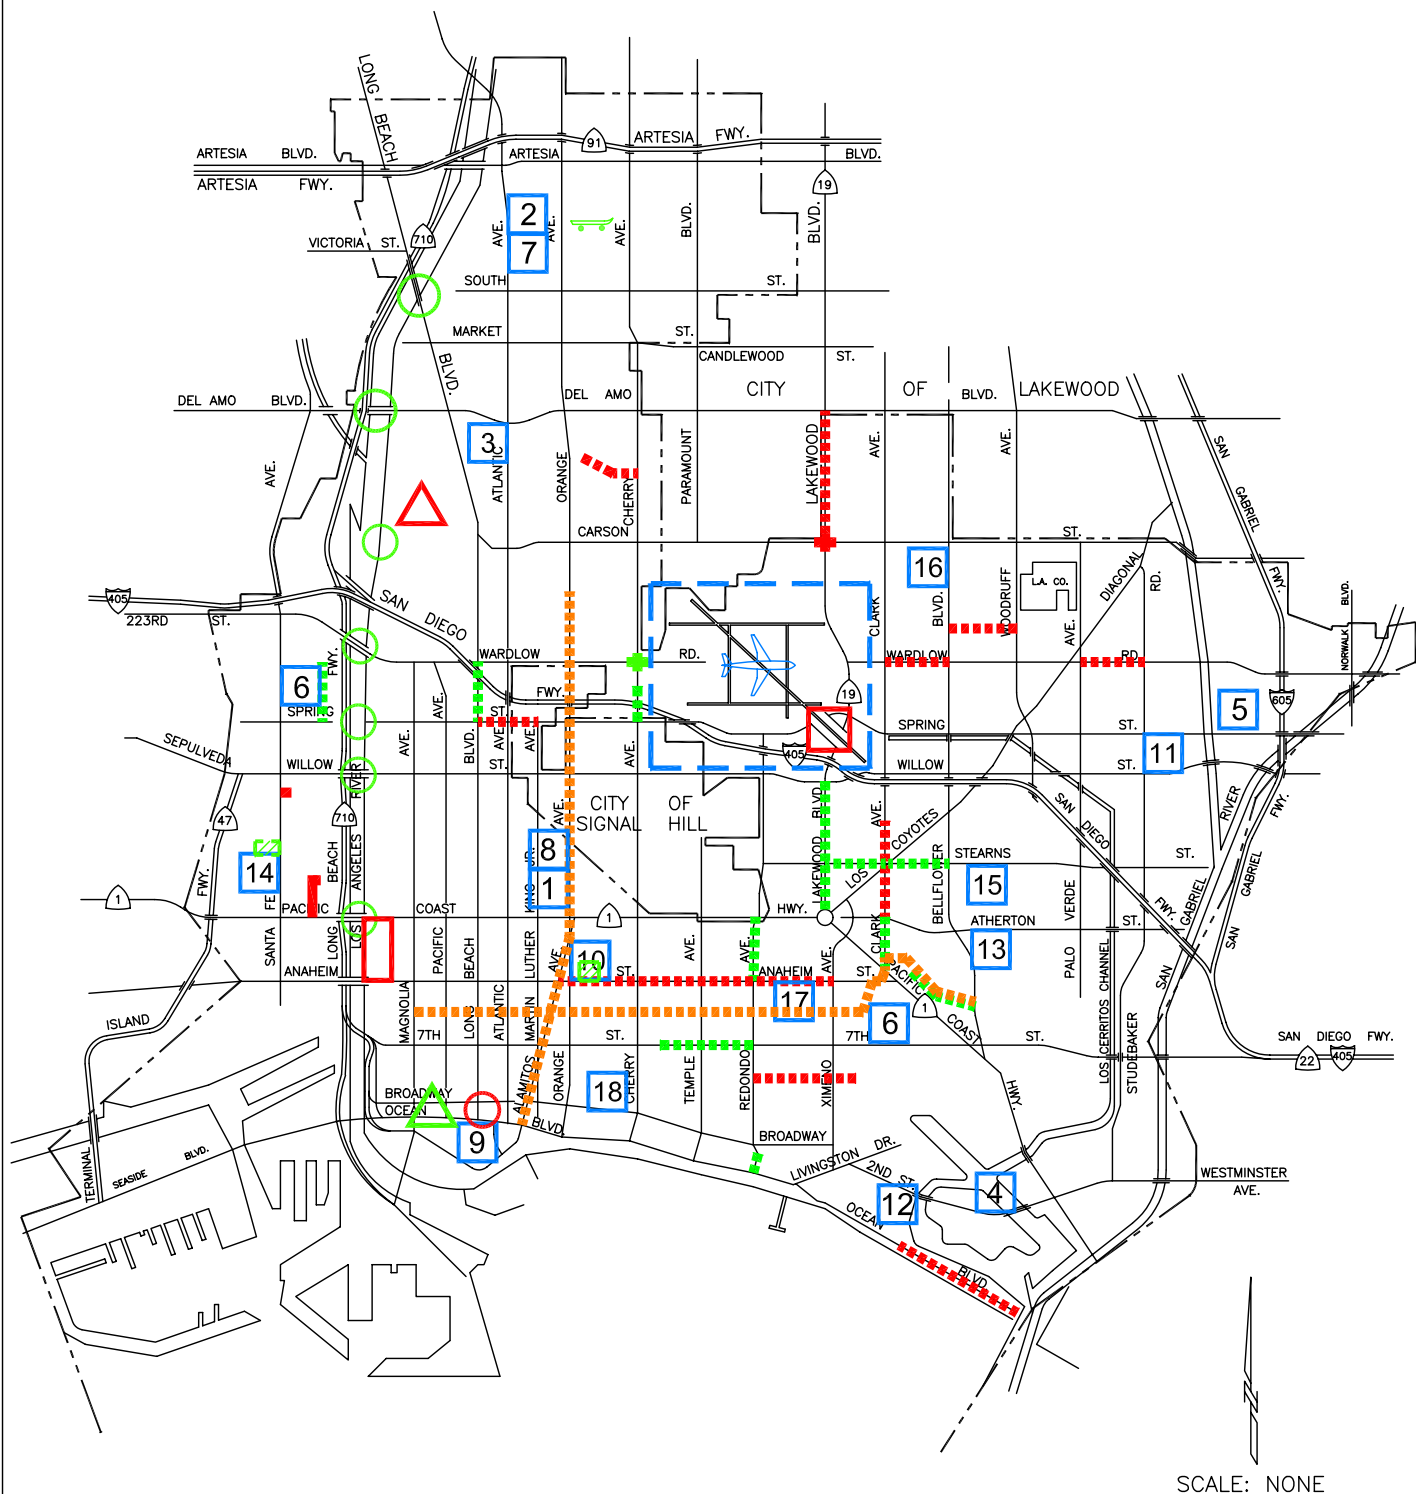 LONG
BEACH
BLVD.
ARTESIA BLVD.
ARTESIA FWY.
91
ARTESIA FWY.
ARTESIA
BLVD.
19
2
7
AVE.
AVE.
AVE.
BLVD.
BLVD.
VICTORIA ST.
710
SOUTH
ST.
MARKET
ST.
CANDLEWOOD ST.
CITY OF LAKEWOOD
DEL AMO BLVD.
DEL AMO
BLVD.
3
AVE.
ATLANTIC
ORANGE
CHERRY
PARAMOUNT
LAKEWOOD
AVE.
AVE.
SAN
GABRIEL
FWY.
CARSON
ST.
16
L.A. CO.
DIAGONAL
RD.
405
223RD ST.
SAN DIEGO
FWY.
CLARK
BLVD.
WOODRUFF
AVE.
NORWALK BLVD.
WARDLOW
RD.
WARDLOW
RD.
6
FWY.
SPRING
ST.
19
SPRING
ST.
5
605
SEPULVEDA
AVE.
AVE.
BLVD.
AVE.
AVE.
AVE.
405
11
WILLOW
ST.
WILLOW
ST.
RIVER
CITY OF
SIGNAL HILL
AVE.
BLVD.
AVE.
SAN DIEGO
FWY.
RIVER
FWY.
47
710
14
FWY.
BEACH
ANGELES
8
1
KING JR.
LAKEWOOD
LOS
COYOTES
STEARNS
ST.
15
BELLFLOWER
VERDE
GABRIEL
GABRIEL
1
PACIFIC
COAST
1
HWY.
ATHERTON
ST.
13
SANTA
FE
LONG
LOS
PACIFIC
BEACH
LUTHER
AVE.
AVE.
AVE.
AVE.
CLARK
PALO
CHANNEL
SAN
SAN
10
ANAHEIM
ST.
ANAHEIM
ST.
17
PACIFIC
1
COAST
HWY.
6
ISLAND
MAGNOLIA
LONG
ATLANTIC
MARTIN
7TH
ST.
7TH
ST.
SAN DIEGO FWY.
22
405
LOS CERRITOS
STUDEBAKER
BROADWAY
OCEAN
BLVD.
ALAMITOS
ORANGE
18
CHERRY
TEMPLE
REDONDO
XIMENO
9
BROADWAY
LIVINGSTON DR.
2ND ST.
12
4
WESTMINSTER
AVE.
TERMINAL
SEASIDE
BLVD.
OCEAN
BLVD.
SCALE: NONE